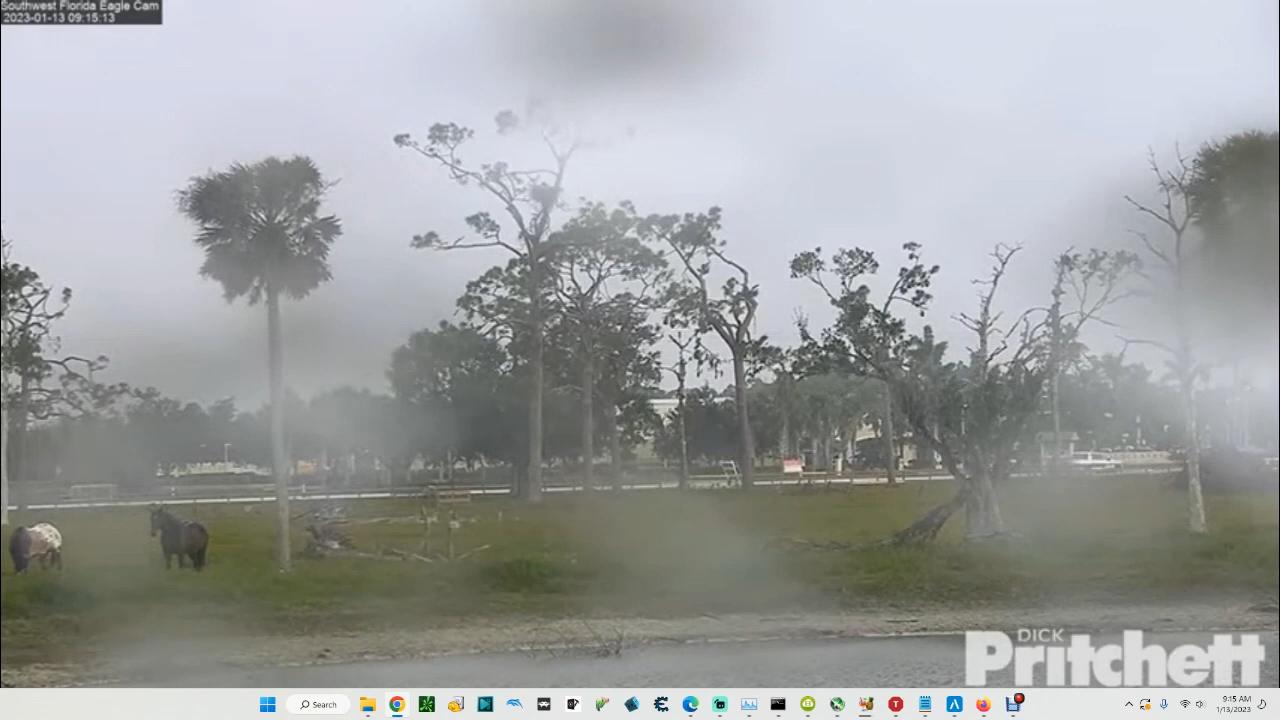 Southwest Florida Eagle Cam
2023-01-13 09:15:13
DICK
Pritchett
Search
9:15 AM
1/13/2023